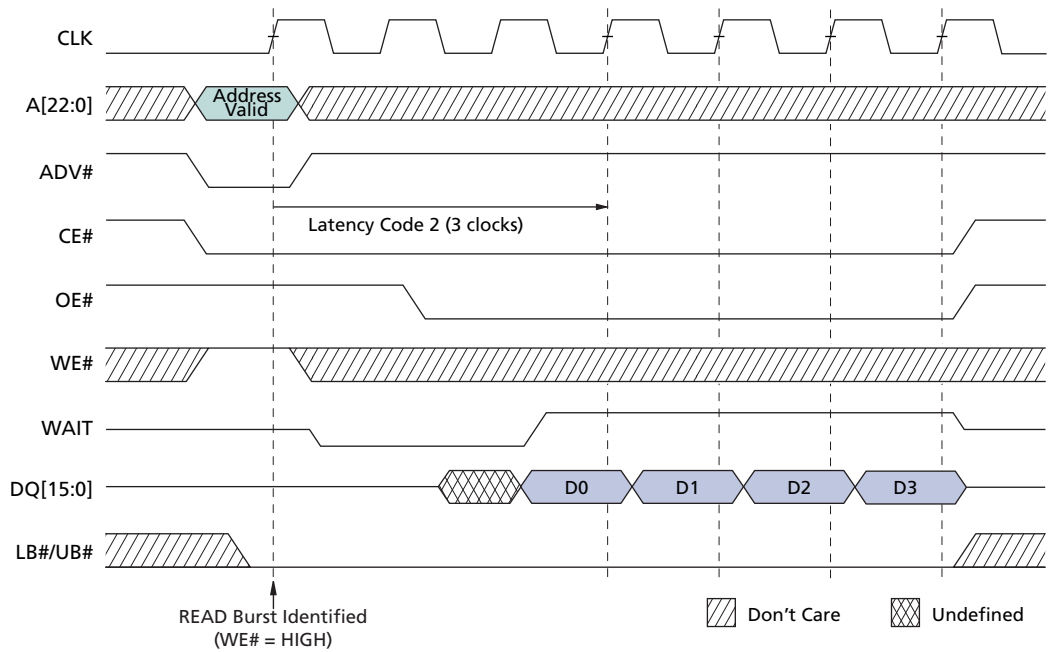 CLK
A[22:0]
Address
Valid
ADV#
Latency Code 2 (3 clocks)
CE#
OE#
WE#
WAIT
DQ[15:0]
D0
D1
D2
D3
LB#/UB#
READ Burst Identified
(WE# = HIGH)
Don't Care
Undefined